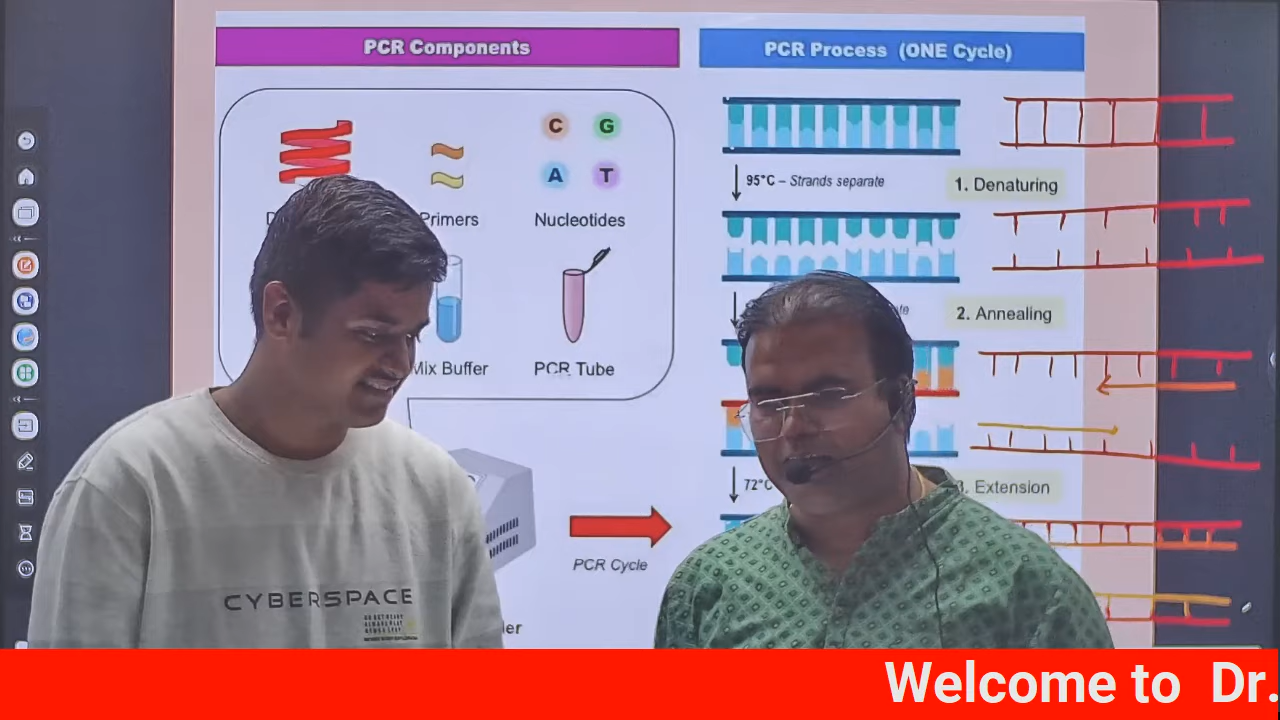 PCR Components
PCR Process (ONE Cycle)
C G
A T
Primers
Nucleotides
95°C – Strands separate
1. Denaturing
2. Annealing
Mix Buffer
PCR Tube
72°C
3. Extension
PCR Cycle
CYBERSPACE
Welcome to Dr.